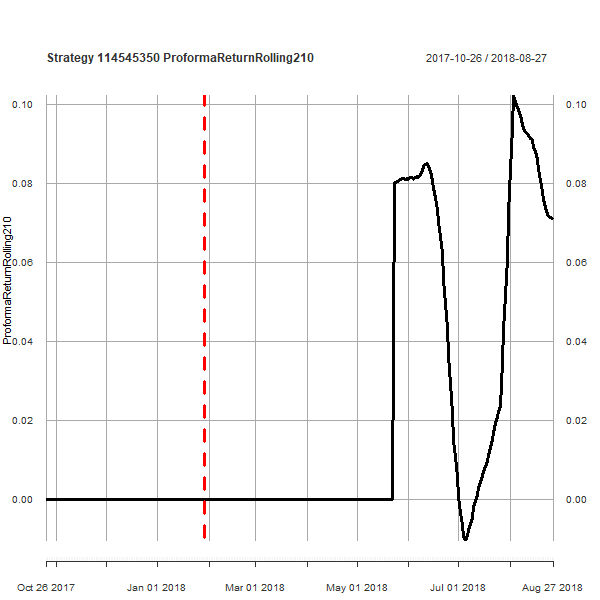 Strategy 114545350 ProformaReturnRolling210
2017-10-26 / 2018-08-27
ProformaReturnRolling210
0.10
0.08
0.06
0.04
0.02
0.00
0.10
0.08
0.06
0.04
0.02
0.00
Oct 26 2017
Jan 01 2018
Mar 01 2018
May 01 2018
Jul 01 2018
Aug 27 2018